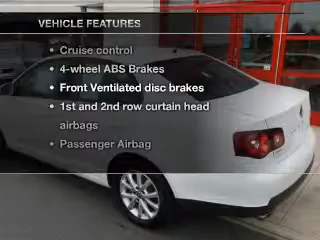 VEHICLE FEATURES
• Cruise control
• 4-wheel ABS Brakes
• Front Ventilated disc brakes
• 1st and 2nd row curtain head
airbags
• Passenger Airbag